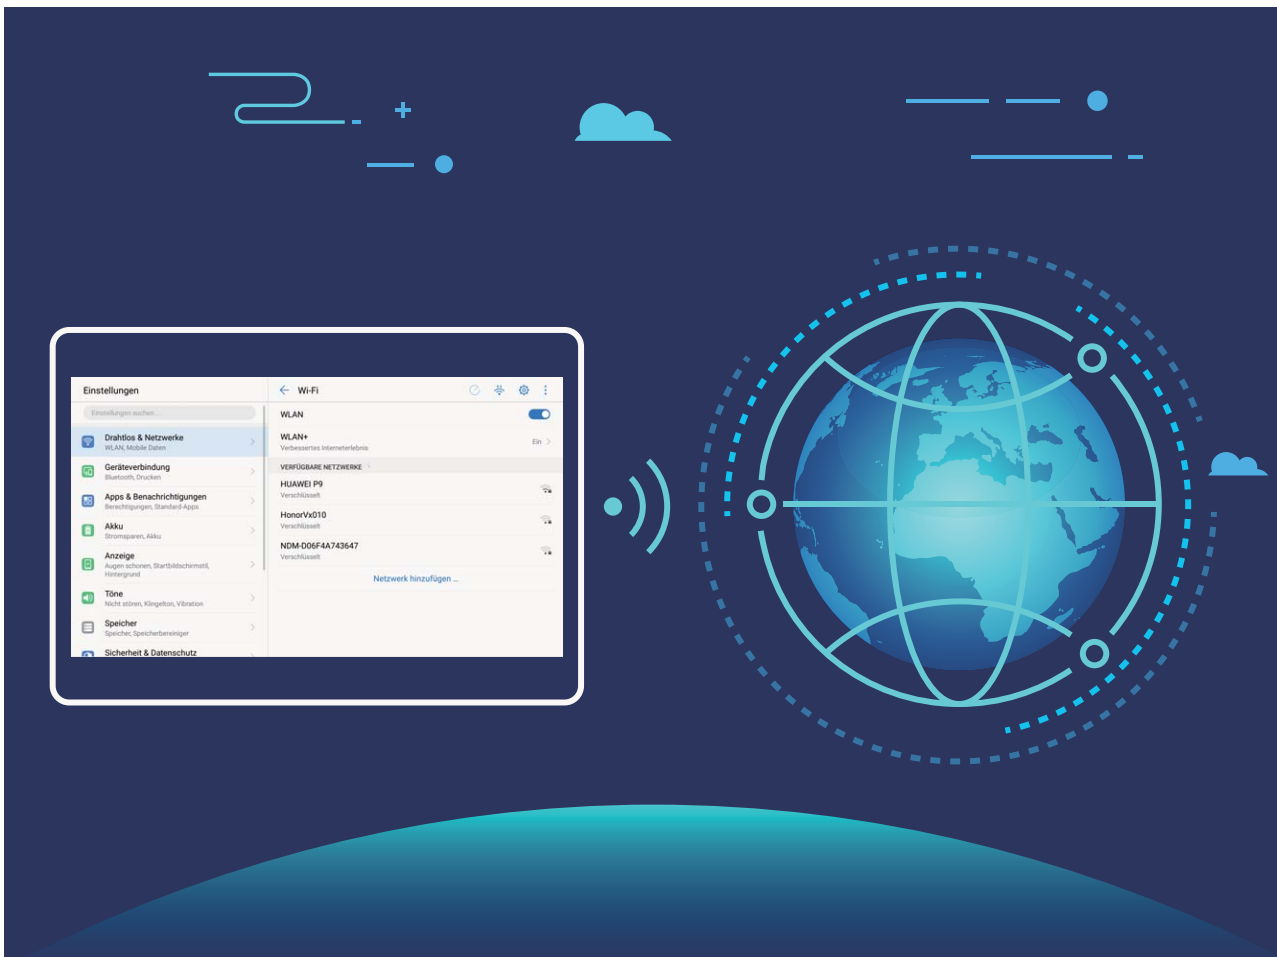 Einstellungen
Einstellungen suchen...
Drahtlos & Netzwerke
WLAN, Mobile Daten
Geräteverbindung
Bluetooth, Drucken
Apps & Benachrichtigungen
Berechtigungen, Standard-Apps
Akku
Stromsparen, Akku
Anzeige
Augen schonen, Startbildschirmstil,
Hintergrund
Töne
Nicht stören, Klingelton, Vibration
Speicher
Speicher, Speicherbereiniger
Sicherheit & Datenschutz
Wi-Fi
WLAN
WLAN+
Verbessertes Interneterlebnis
Ein
VERFÜGBARE NETZWERKE
HUAWEI P9
Verschlüsselt
HonorVx010
Verschlüsselt
NDM-D06F4A743647
Verschlüsselt
Netzwerk hinzufügen ...